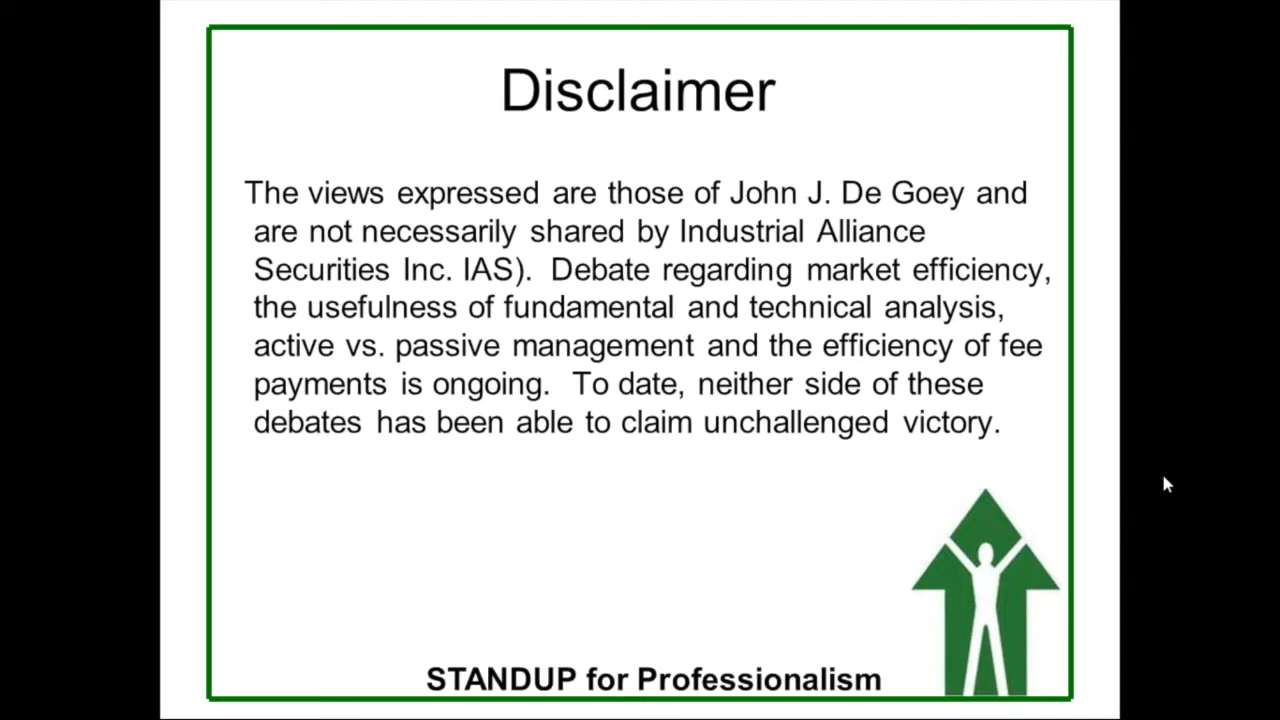 Disclaimer
The views expressed are those of John J. De Goey and
are not necessarily shared by Industrial Alliance
Securities Inc. IAS). Debate regarding market efficiency,
the usefulness of fundamental and technical analysis,
active vs. passive management and the efficiency of fee
payments is ongoing. To date, neither side of these
debates has been able to claim unchallenged victory.
STANDUP for Professionalism